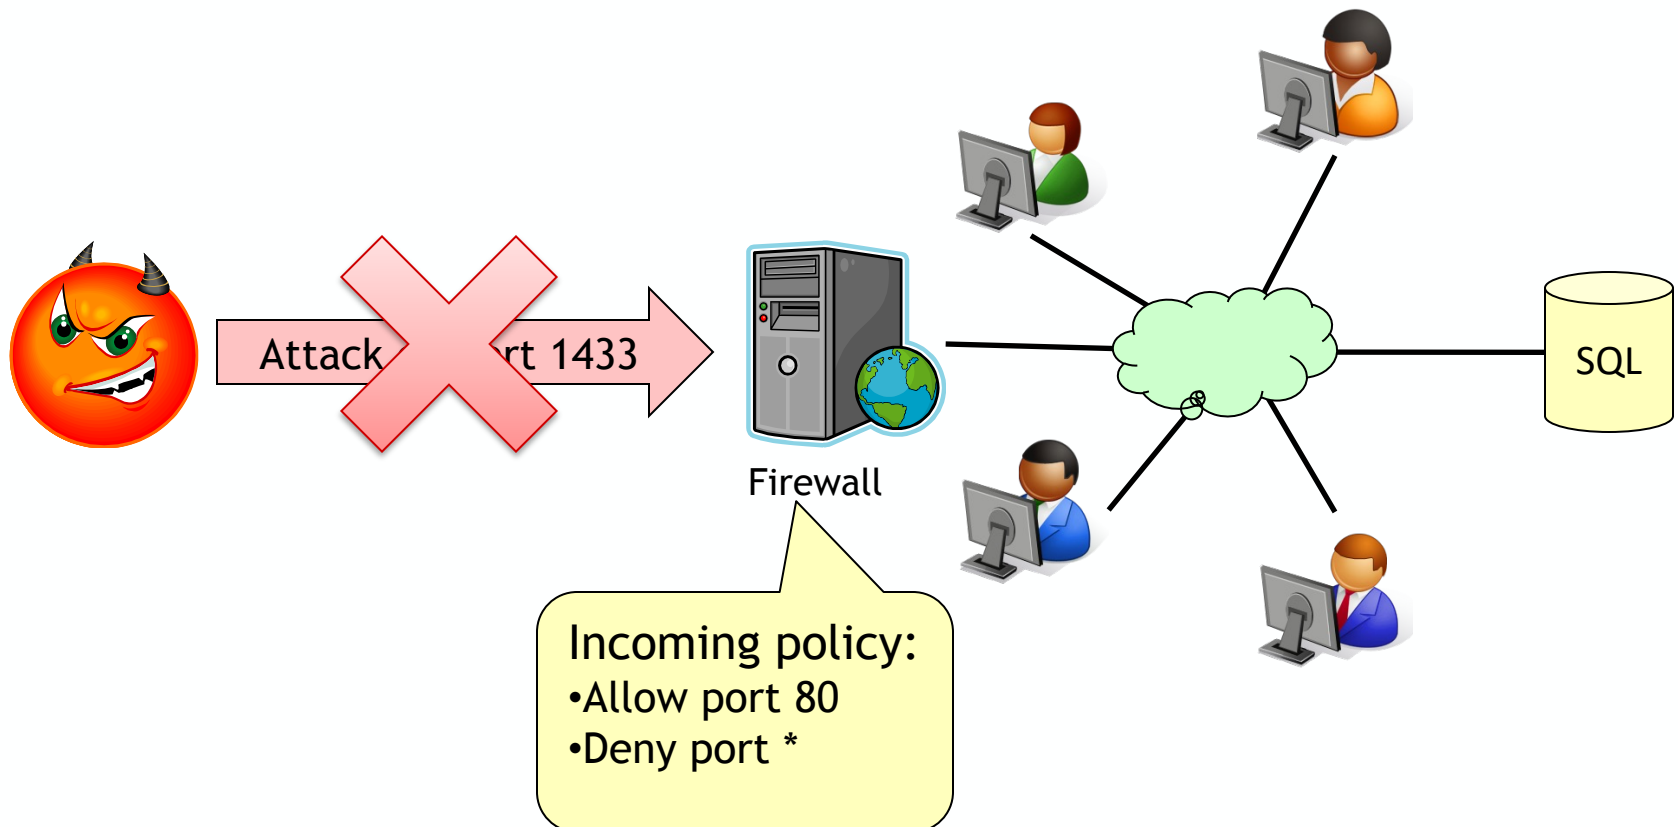 Attack rt 1433
Firewall
SQL
Incoming policy:
•Allow port 80
•Deny port *